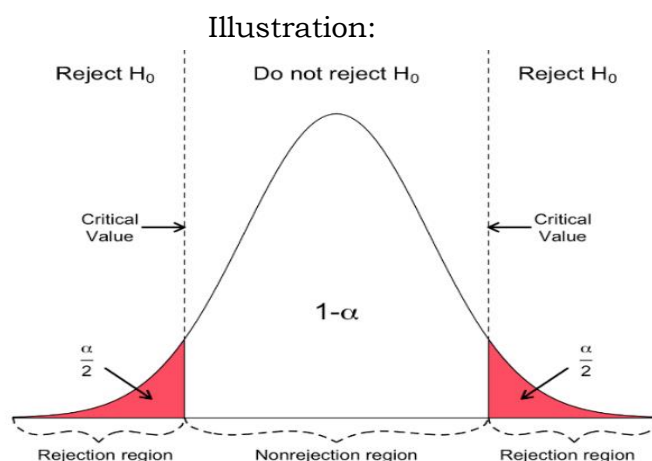 Illustration:
Reject H₀
Do not reject H₀
Reject H₀
Critical
Value
Critical
Value
1-α
α
2
α
2
Rejection region
Nonrejection region
Rejection region